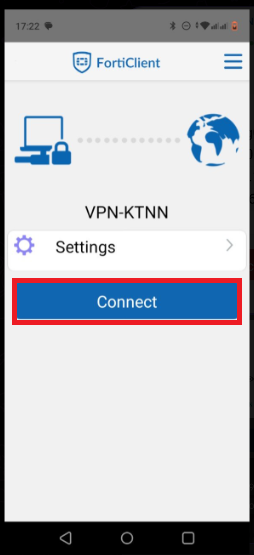 17:22
FortiClient
VPN-KTNN
Settings
Connect